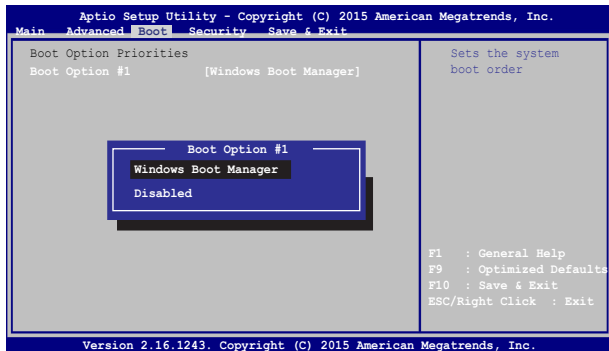 Aptio Setup Utility - Copyright (C) 2015 American Megatrends, Inc.
Main Advanced Boot Security Save & Exit
Boot Option Priorities
Boot Option #1 [Windows Boot Manager]
Sets the system
boot order
Boot Option #1
Windows Boot Manager
Disabled
F1 : General Help
F9 : Optimized Defaults
F10 : Save & Exit
ESC/Right Click : Exit
Version 2.16.1243. Copyright (C) 2015 American Megatrends, Inc.